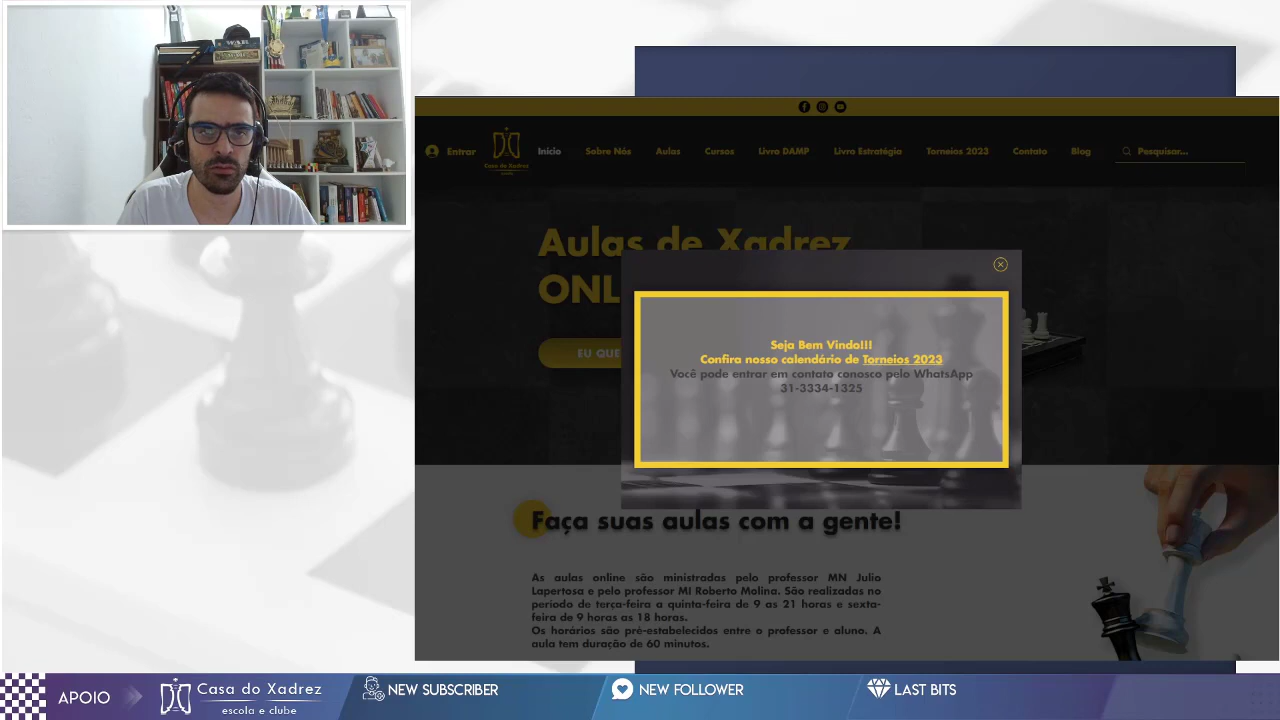 Entrar
Casa do Xadrez
Início
Sobre Nós
Aulas
Cursos
Livro DAMP
Livro Estratégia
Torneios 2023
Contato
Blog
Pesquisar...
Aulas de Xadrez
ONL
EU QUE
Seja Bem Vindo!!!
Confira nosso calendário de Torneios 2023
Você pode entrar em contato conosco pelo WhatsApp
31-3334-1325
Faça suas aulas com a gente!
As aulas online são ministradas pelo professor MN Julio
Lapertosa e pelo professor MI Roberto Molina. São realizadas no
período de terça-feira a quinta-feira de 9 as 21 horas e sexta-
feira de 9 horas as 18 horas.
Os horários são pré-estabelecidos entre o professor e aluno. A
aula tem duração de 60 minutos.
APOIO
Casa do Xadrez
escola e clube
NEW SUBSCRIBER
NEW FOLLOWER
LAST BITS